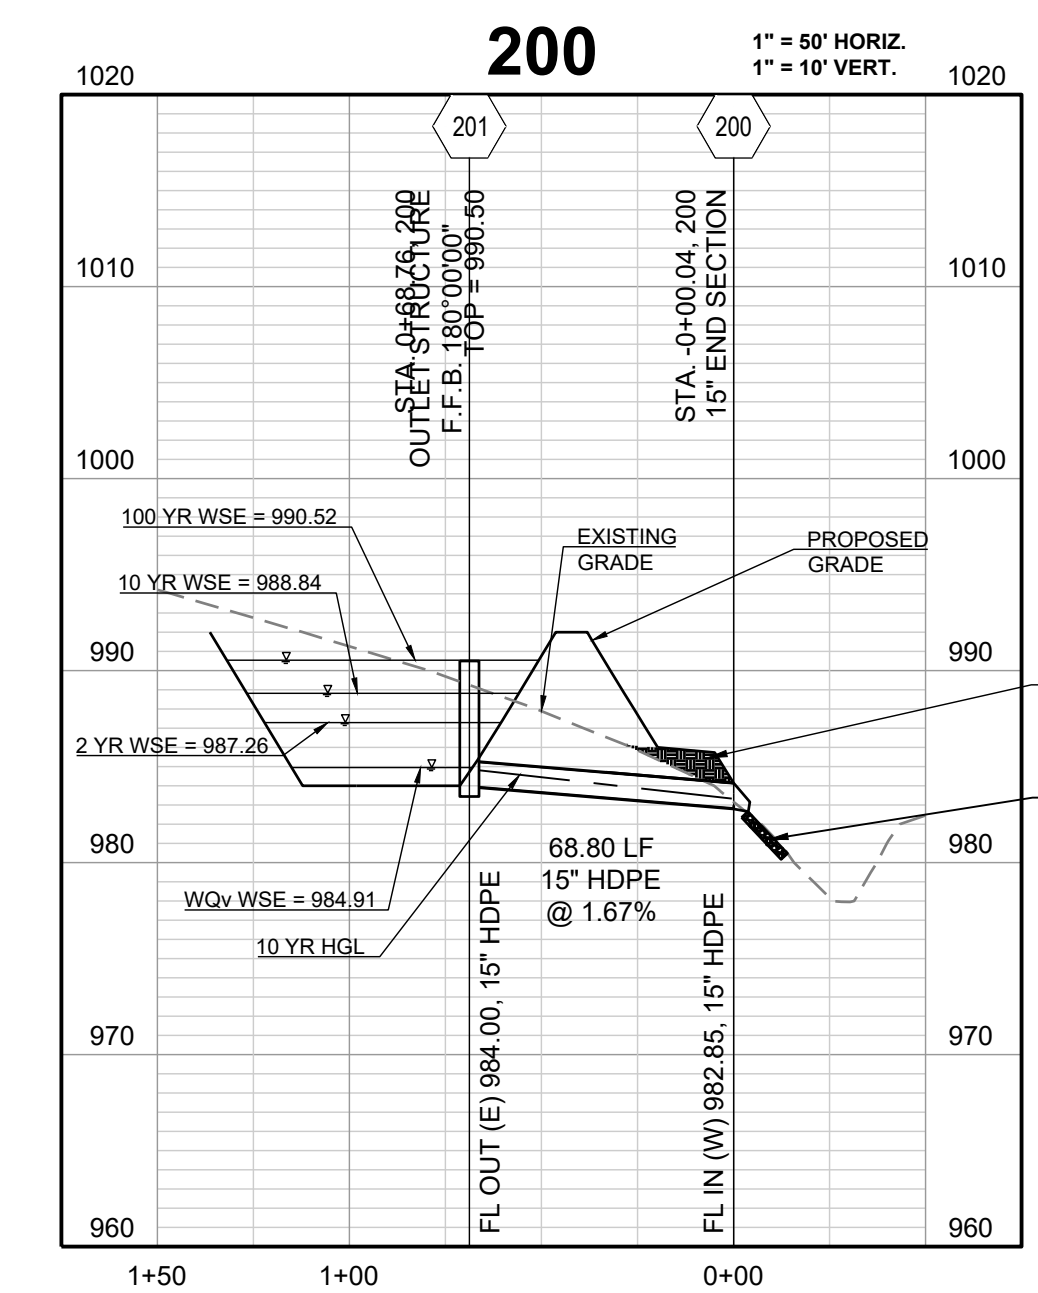 200
1" = 50' HORIZ.
1" = 10' VERT.
1020
1020
201
200
STA. 0+68.76, 200
OUTLET STRUCTURE
F.F.B. 180°00'00"
TOP = 990.50
STA. -0+00.04, 200
15" END SECTION
1010
1010
1000
1000
100 YR WSE = 990.52
EXISTING
GRADE
PROPOSED
GRADE
10 YR WSE = 988.84
990
990
2 YR WSE = 987.26
980
980
68.80 LF
15" HDPE
@ 1.67%
WQv WSE = 984.91
10 YR HGL
FL OUT (E) 984.00, 15" HDPE
FL IN (W) 982.85, 15" HDPE
970
970
960
960
1+50
1+00
0+00